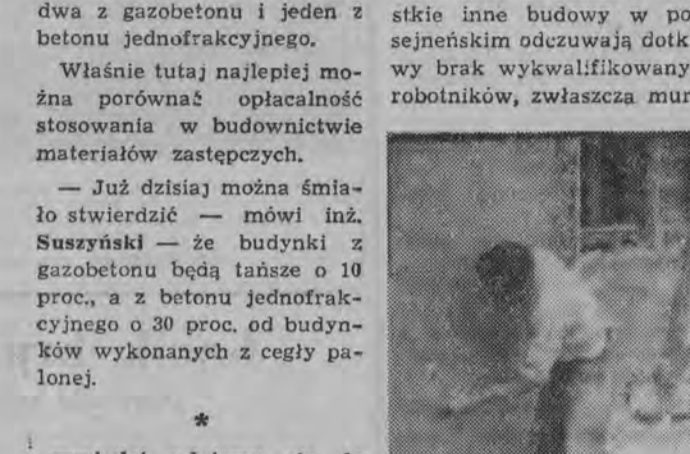 dwa z gazobetonu i jeden z
betonu jednofrakcyjnego.
Właśnie tutaj najlepiej mo-
żna porównać opłacalność
stosowania w budownictwie
materiałów zastępczych.
— Już dzisiaj można śmia-
ło stwierdzić — mówi inż.
Suszyński — że budynki z
gazobetonu będą tańsze o 10
proc., a z betonu jednofrak-
cyjnego o 30 proc. od budyn-
ków wykonanych z cegły pa-
lonej.
*
stkie inne budowy w po
sejneńskim odczuwają dotk
wy brak wykwalifikowany
robotników, zwłaszcza mur